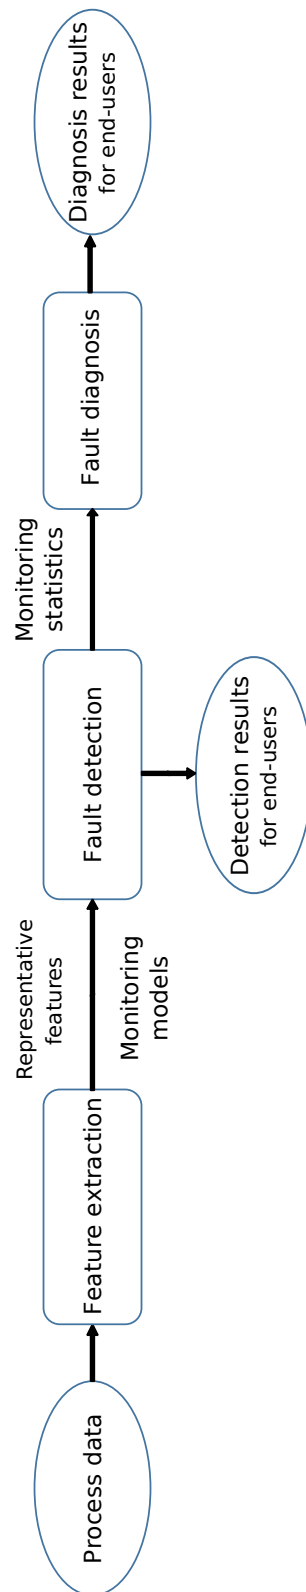 Process data
Feature extraction
Representative
features
Monitoring
models
Fault detection
Detection results
for end-users
Monitoring
statistics
Fault diagnosis
Diagnosis results
for end-users